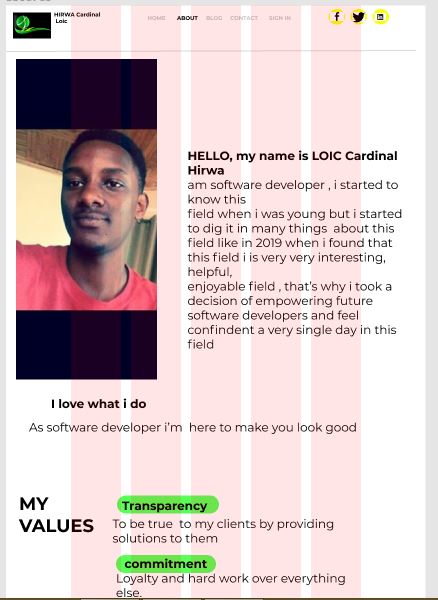 HIRWA Cardinal
Loic
HOME ABOUT BLOG CONTACT SIGN IN
HELLO, my name is LOIC Cardinal
Hirwa
am software developer , i started to
know this
field when i was young but i started
to dig it in many things about this
field like in 2019 when i found that
this field i is very very interesting,
helpful,
enjoyable field , that's why i took a
decision of empowering future
software developers and feel
confindent a very single day in this
field
I love what i do
As software developer i'm here to make you look good
MY
VALUES
Transparency
To be true to my clients by providing
solutions to them
commitment
Loyalty and hard work over everything
else.